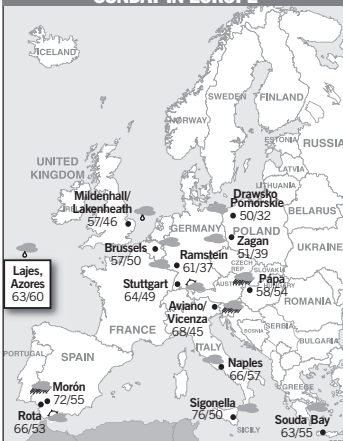 SUNDAY IN EUROPE
ICELAND
SWEDEN
FINLAND
NORWAY
ESTONIA
RUSSIA
LATVIA
UNITED
KINGDOM
LITHUANIA
Mildenhall/
Lakenheath
57/46
Drawsko
Pomorskie
50/32
BELARUS
GERMANY
POLAND
Zagan
51/39
UKRAINE
Brussels
57/50
Ramstein
61/37
CZECH
REP
SLOVAKIA
Lajes,
Azores
63/60
Stuttgart
64/49
Pápa
58/54
HUNGARY
ROMANIA
Aviano/
Vicenza
68/45
FRANCE
BOSNIA
SERBIA
BULGARIA
ITALY
PORTUGAL
SPAIN
Naples
66/57
GREECE
Morón
72/55
Sigonella
76/50
Rota
66/53
SICILY
Souda Bay
63/55